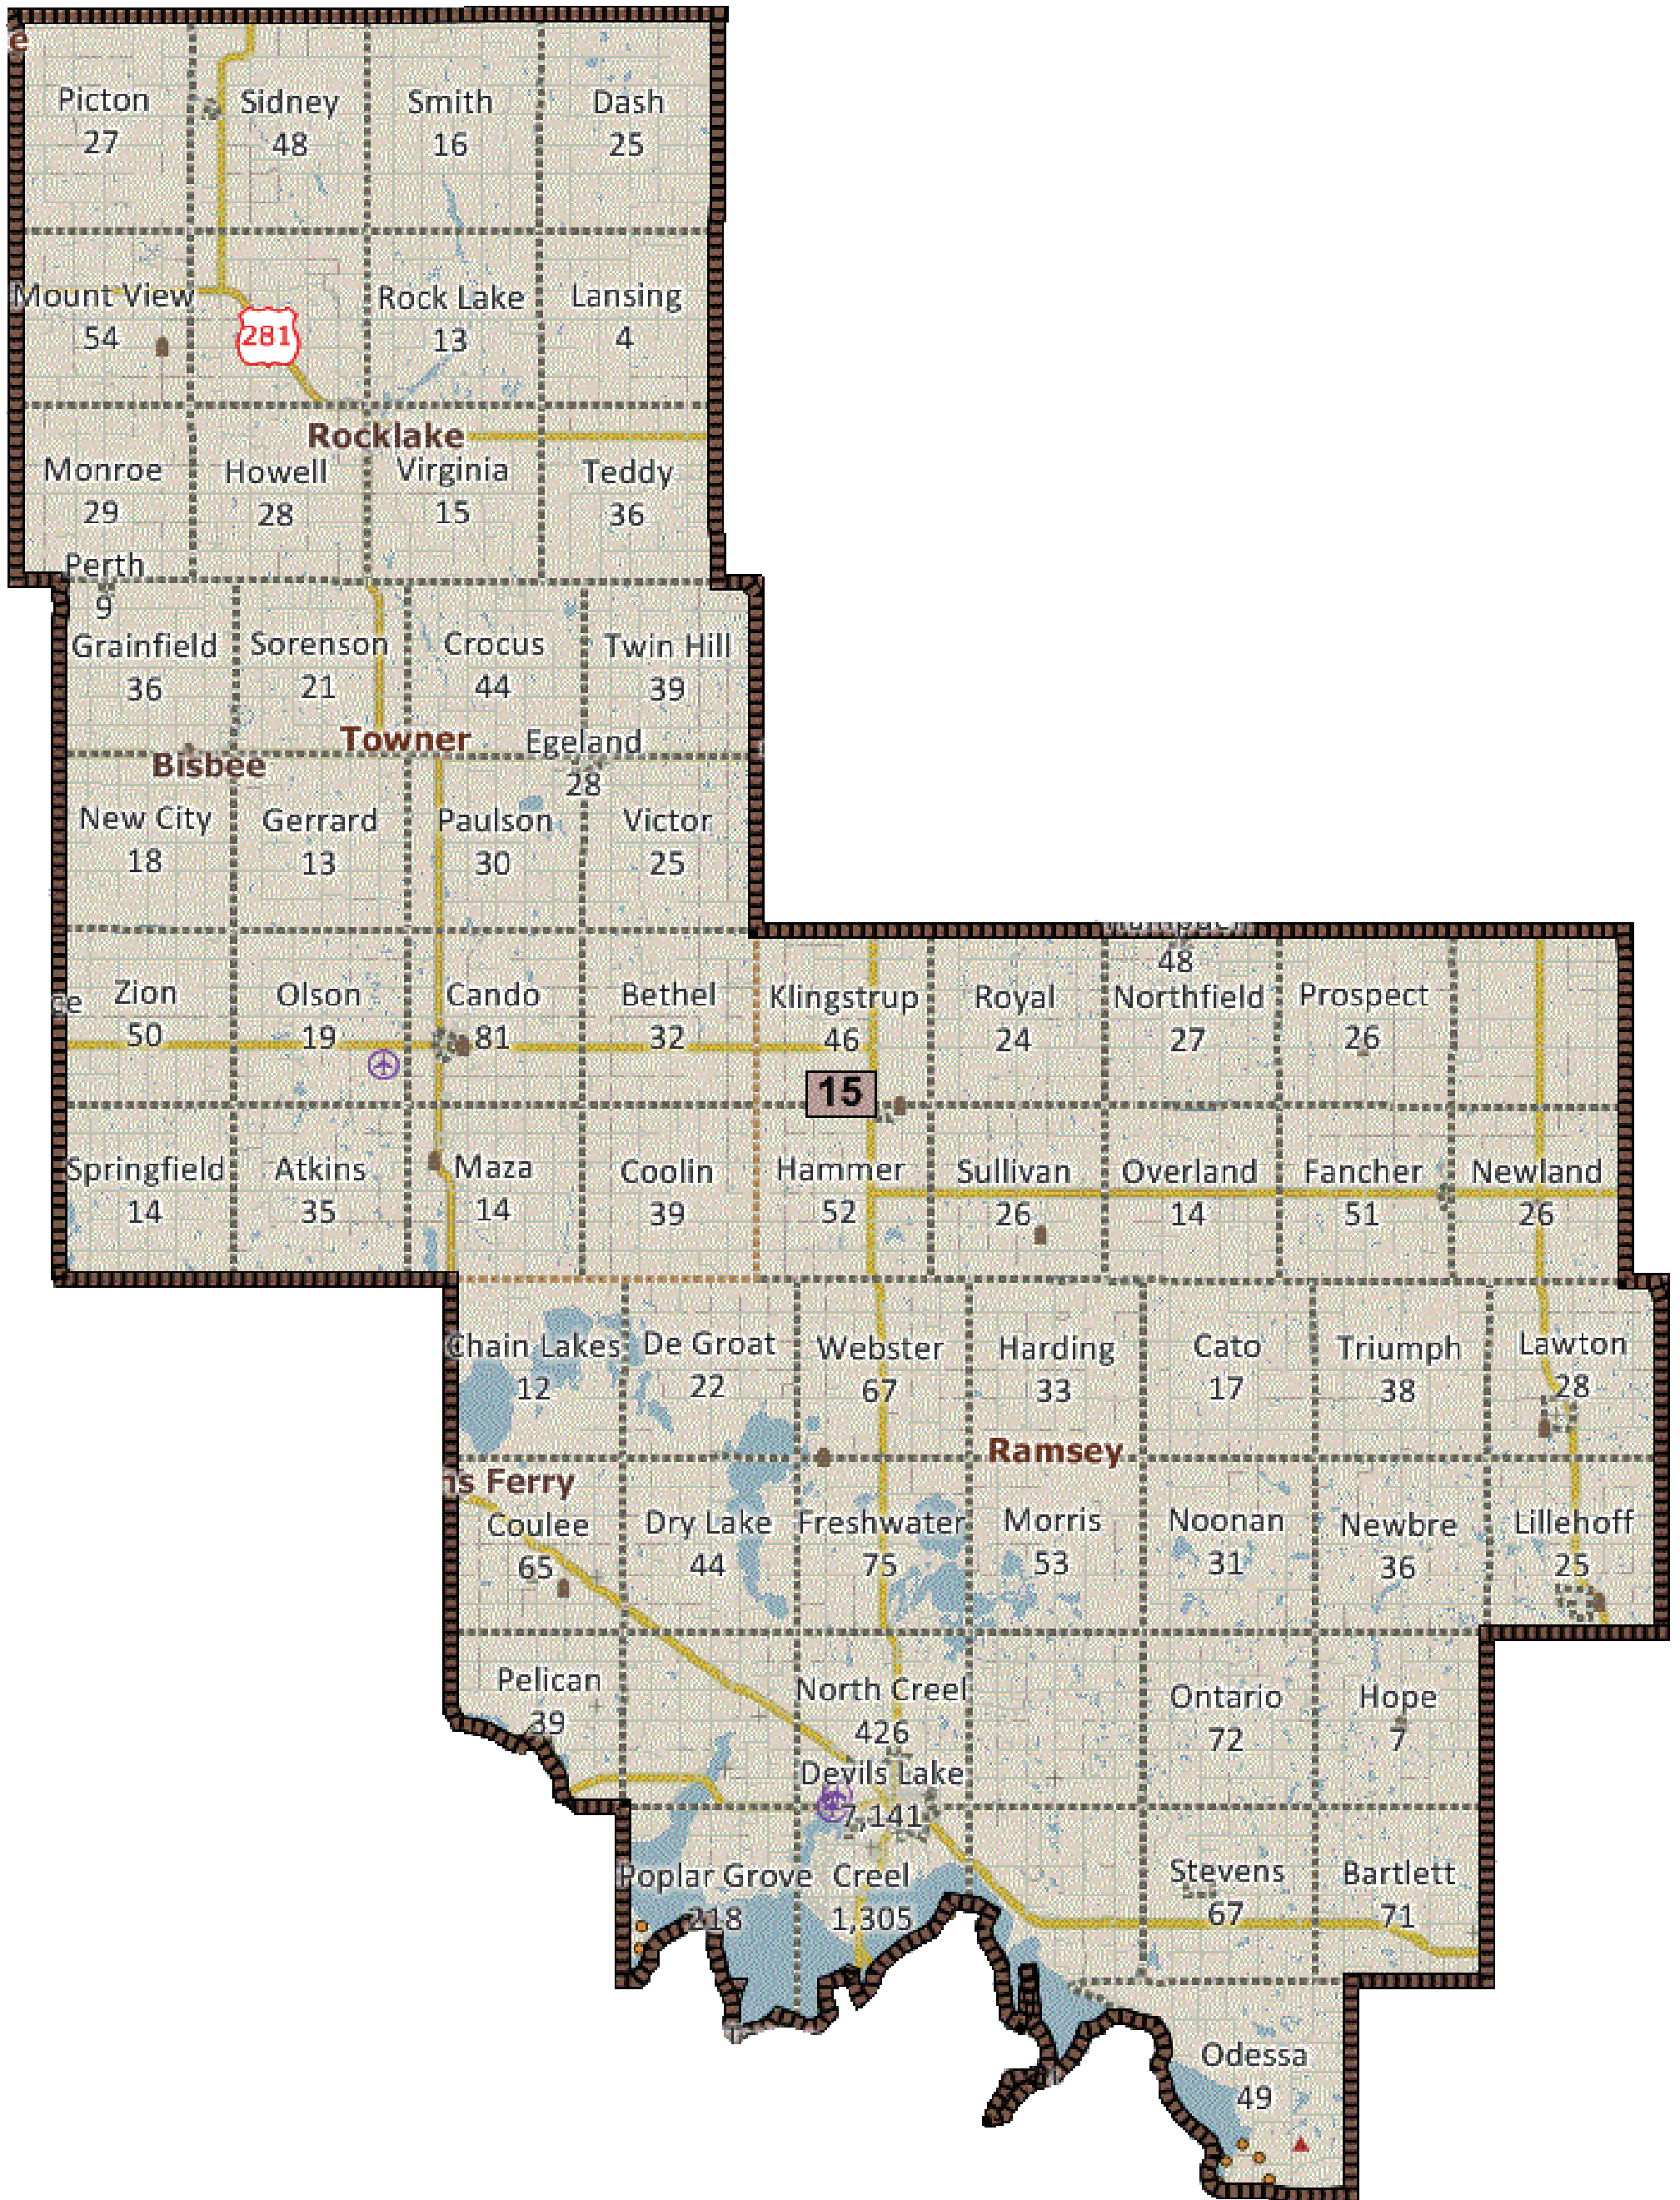 e
Picton
27
Sidney
48
Smith
16
Dash
25
Mount View
54
281
Rock Lake
13
Lansing
4
Rocklake
Monroe
29
Howell
28
Virginia
15
Teddy
36
Perth
9
Grainfield
36
Sorenson
21
Crocus
44
Twin Hill
39
Towner
Egeland
28
Bisbee
New City
18
Gerrard
13
Paulson
30
Victor
25
ce
Zion
50
Olson
19
Cando
81
Bethel
32
Klingstrup
46
Royal
24
48
Northfield
27
Prospect
26
15
Springfield
14
Atkins
35
Maza
14
Coolin
39
Hammer
52
Sullivan
26
Overland
14
Fancher
51
Newland
26
Chain Lakes
12
De Groat
22
Webster
67
Harding
33
Cato
17
Triumph
38
Lawton
28
Ramsey
ns Ferry
Coulee
65
Dry Lake
44
Freshwater
75
Morris
53
Noonan
31
Newbre
36
Lillehoff
25
Pelican
39
North Creel
426
Ontario
72
Hope
7
Devils Lake
7,141
Poplar Grove
218
Creel
1,305
Stevens
67
Bartlett
71
Odessa
49